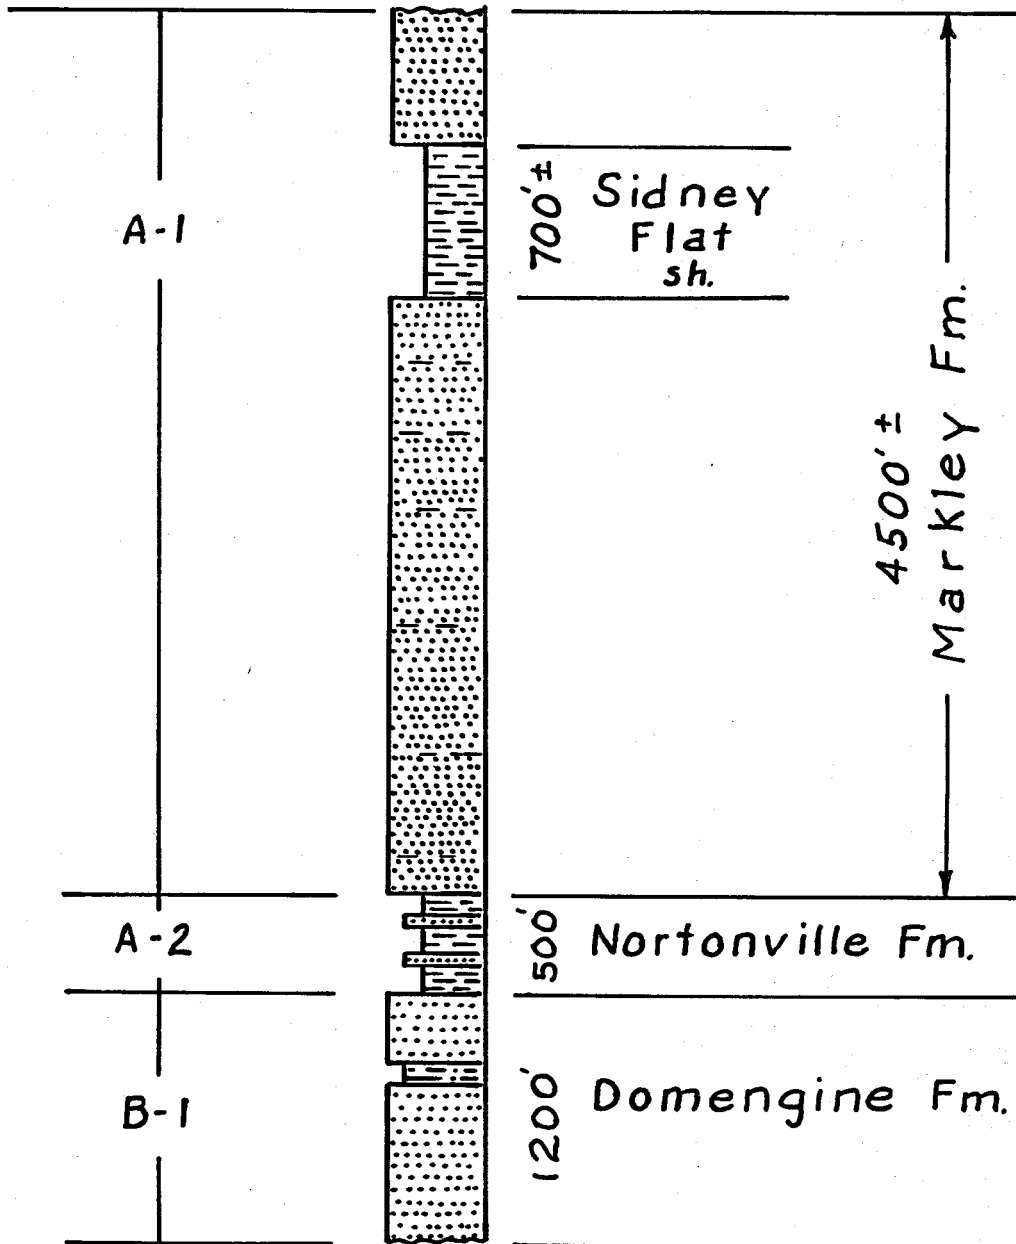 A-1
700'±
Sidney
Flat
sh.
4500'±
Markley Fm.
A-2
500'
Nortonville Fm.
B-1
1200'
Domengine Fm.